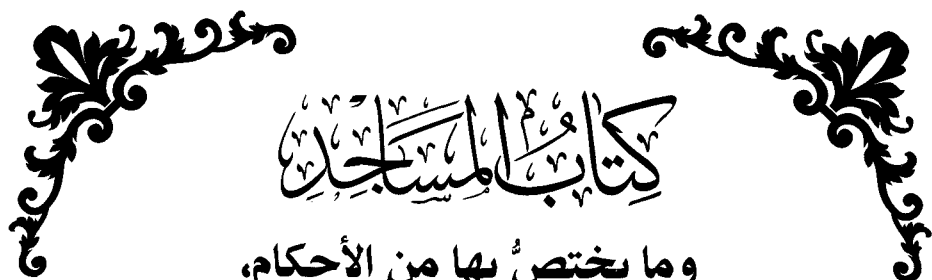 كِتَابُ المَسَاجِدِ
وما يختصُّ بها من الأحكام،